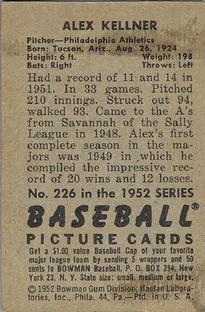 ALEX KELLNER
Pitcher—Philadelphia Athletics
Born: Tucson, Ariz., Aug. 26, 1924
Height: 6 ft. Weight: 198
Bats: Right Throws: Left
Had a record of 11 and 14 in
1951. In 33 games. Pitched
210 innings. Struck out 94,
walked 93. Came to the A's
from Savannah of the Sally
League in 1948. Alex's first
complete season in the ma-
jors was 1949 in which he
compiled the impressive
record of 20 wins and 12 losses.
No. 226 in the 1952 SERIES
BASEBALL®
PICTURE CARDS
Get a $1.00 value Baseball Cap of your favorite
major league team by sending 5 wrappers and 50
cents to BOWMAN Baseball, P. O. BOX 234, New
York 23, N. Y. State size: small, medium or large.
©1952 Bowman Gum Division, Haelan Labora-
tories, Inc., Phila. 44, Pa.—Ptd. in U. S. A.